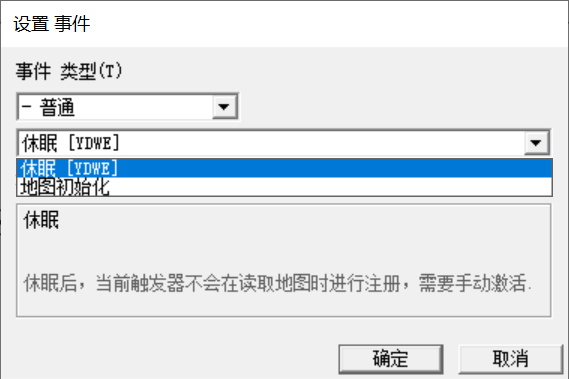 设置 事件
事件 类型(T)
- 普通
休眠 [YDWE]
休眠 [YDWE]
地图初始化
休眠
休眠后，当前触发器不会在读取地图时进行注册，需要手动激活.
确定
取消